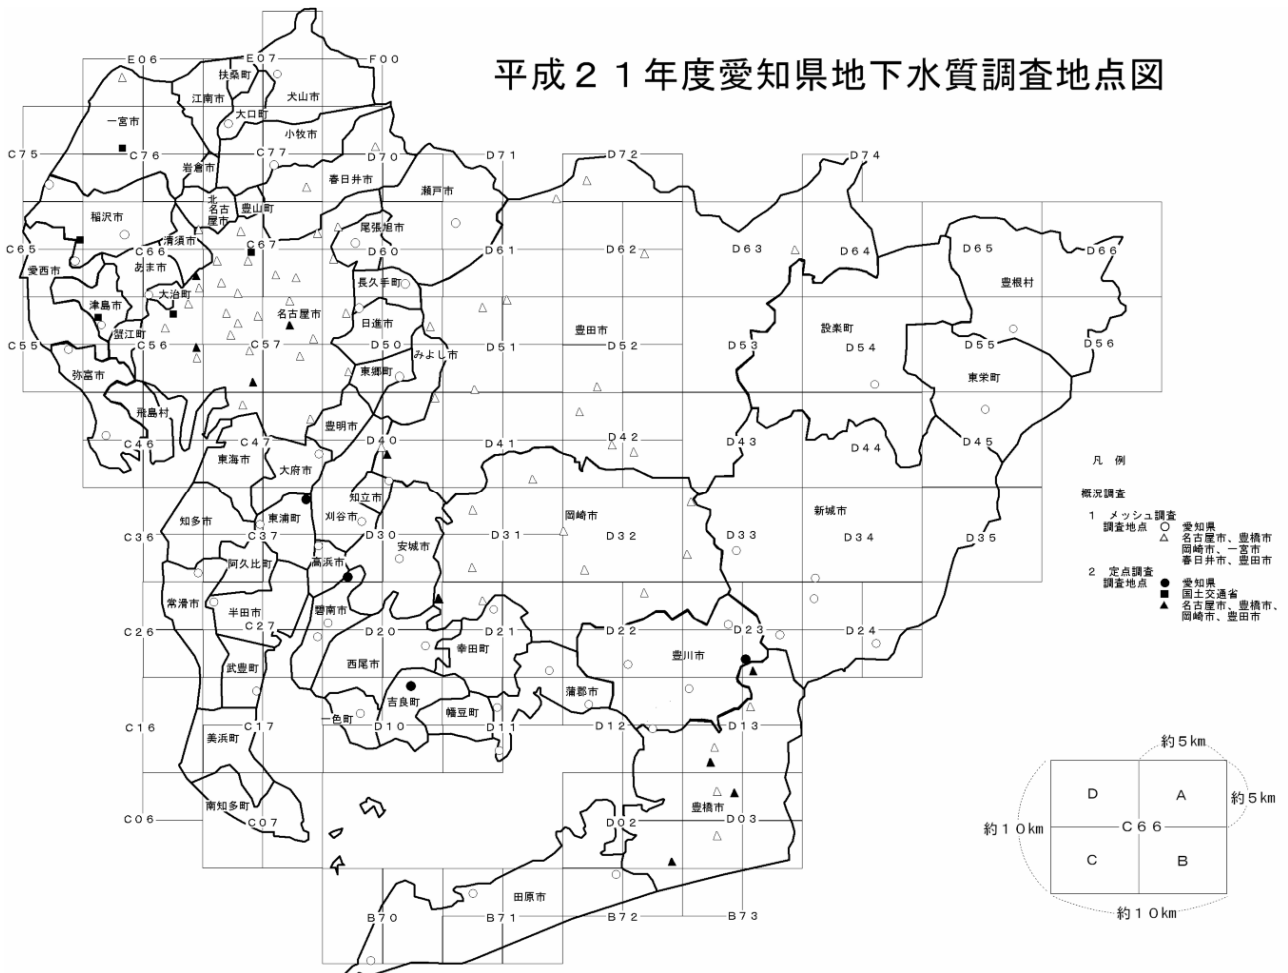 平成２１年度愛知県地下水質調査地点図
E06
E07
F00
扶桑町
江南市
犬山市
大口町
一宮市
小牧市
C75
C76
C77
D70
D71
D72
D74
岩倉市
春日井市
瀬戸市
北
名古
屋市
豊山町
稲沢市
尾張旭市
清須市
C65
C66
C67
D60
D61
D62
D63
D64
D65
D66
愛西市
あま市
長久手町
豊根村
大治町
津島市
名古屋市
日進市
豊田市
設楽町
蟹江町
C55
C56
C57
D50
D51
D52
D53
D54
D55
D56
みよし市
弥富市
東郷町
東栄町
飛島村
豊明市
C46
C47
D40
D41
D42
D43
D44
D45
東海市
大府市
知立市
知多市
東浦町
刈谷市
岡崎市
新城市
C36
C37
D30
D31
D32
D33
D34
D35
安城市
阿久比町
高浜市
常滑市
半田市
碧南市
C26
C27
D20
D21
D22
D23
D24
幸田町
西尾市
豊川市
武豊町
蒲郡市
吉良町
幡豆町
一色町
C16
C17
D10
D11
D12
D13
美浜町
南知多町
豊橋市
C06
C07
D02
D03
田原市
B70
B71
B72
B73
凡　例
概況調査
１　メッシュ調査
調査地点　○　愛知県
△　名古屋市、豊橋市
岡崎市、一宮市
春日井市、豊田市
２　定点調査
調査地点　●　愛知県
■　国土交通省
▲　名古屋市、豊橋市、
岡崎市、豊田市
約５km
D
A
約５km
約１０km
C66
C
B
約１０km